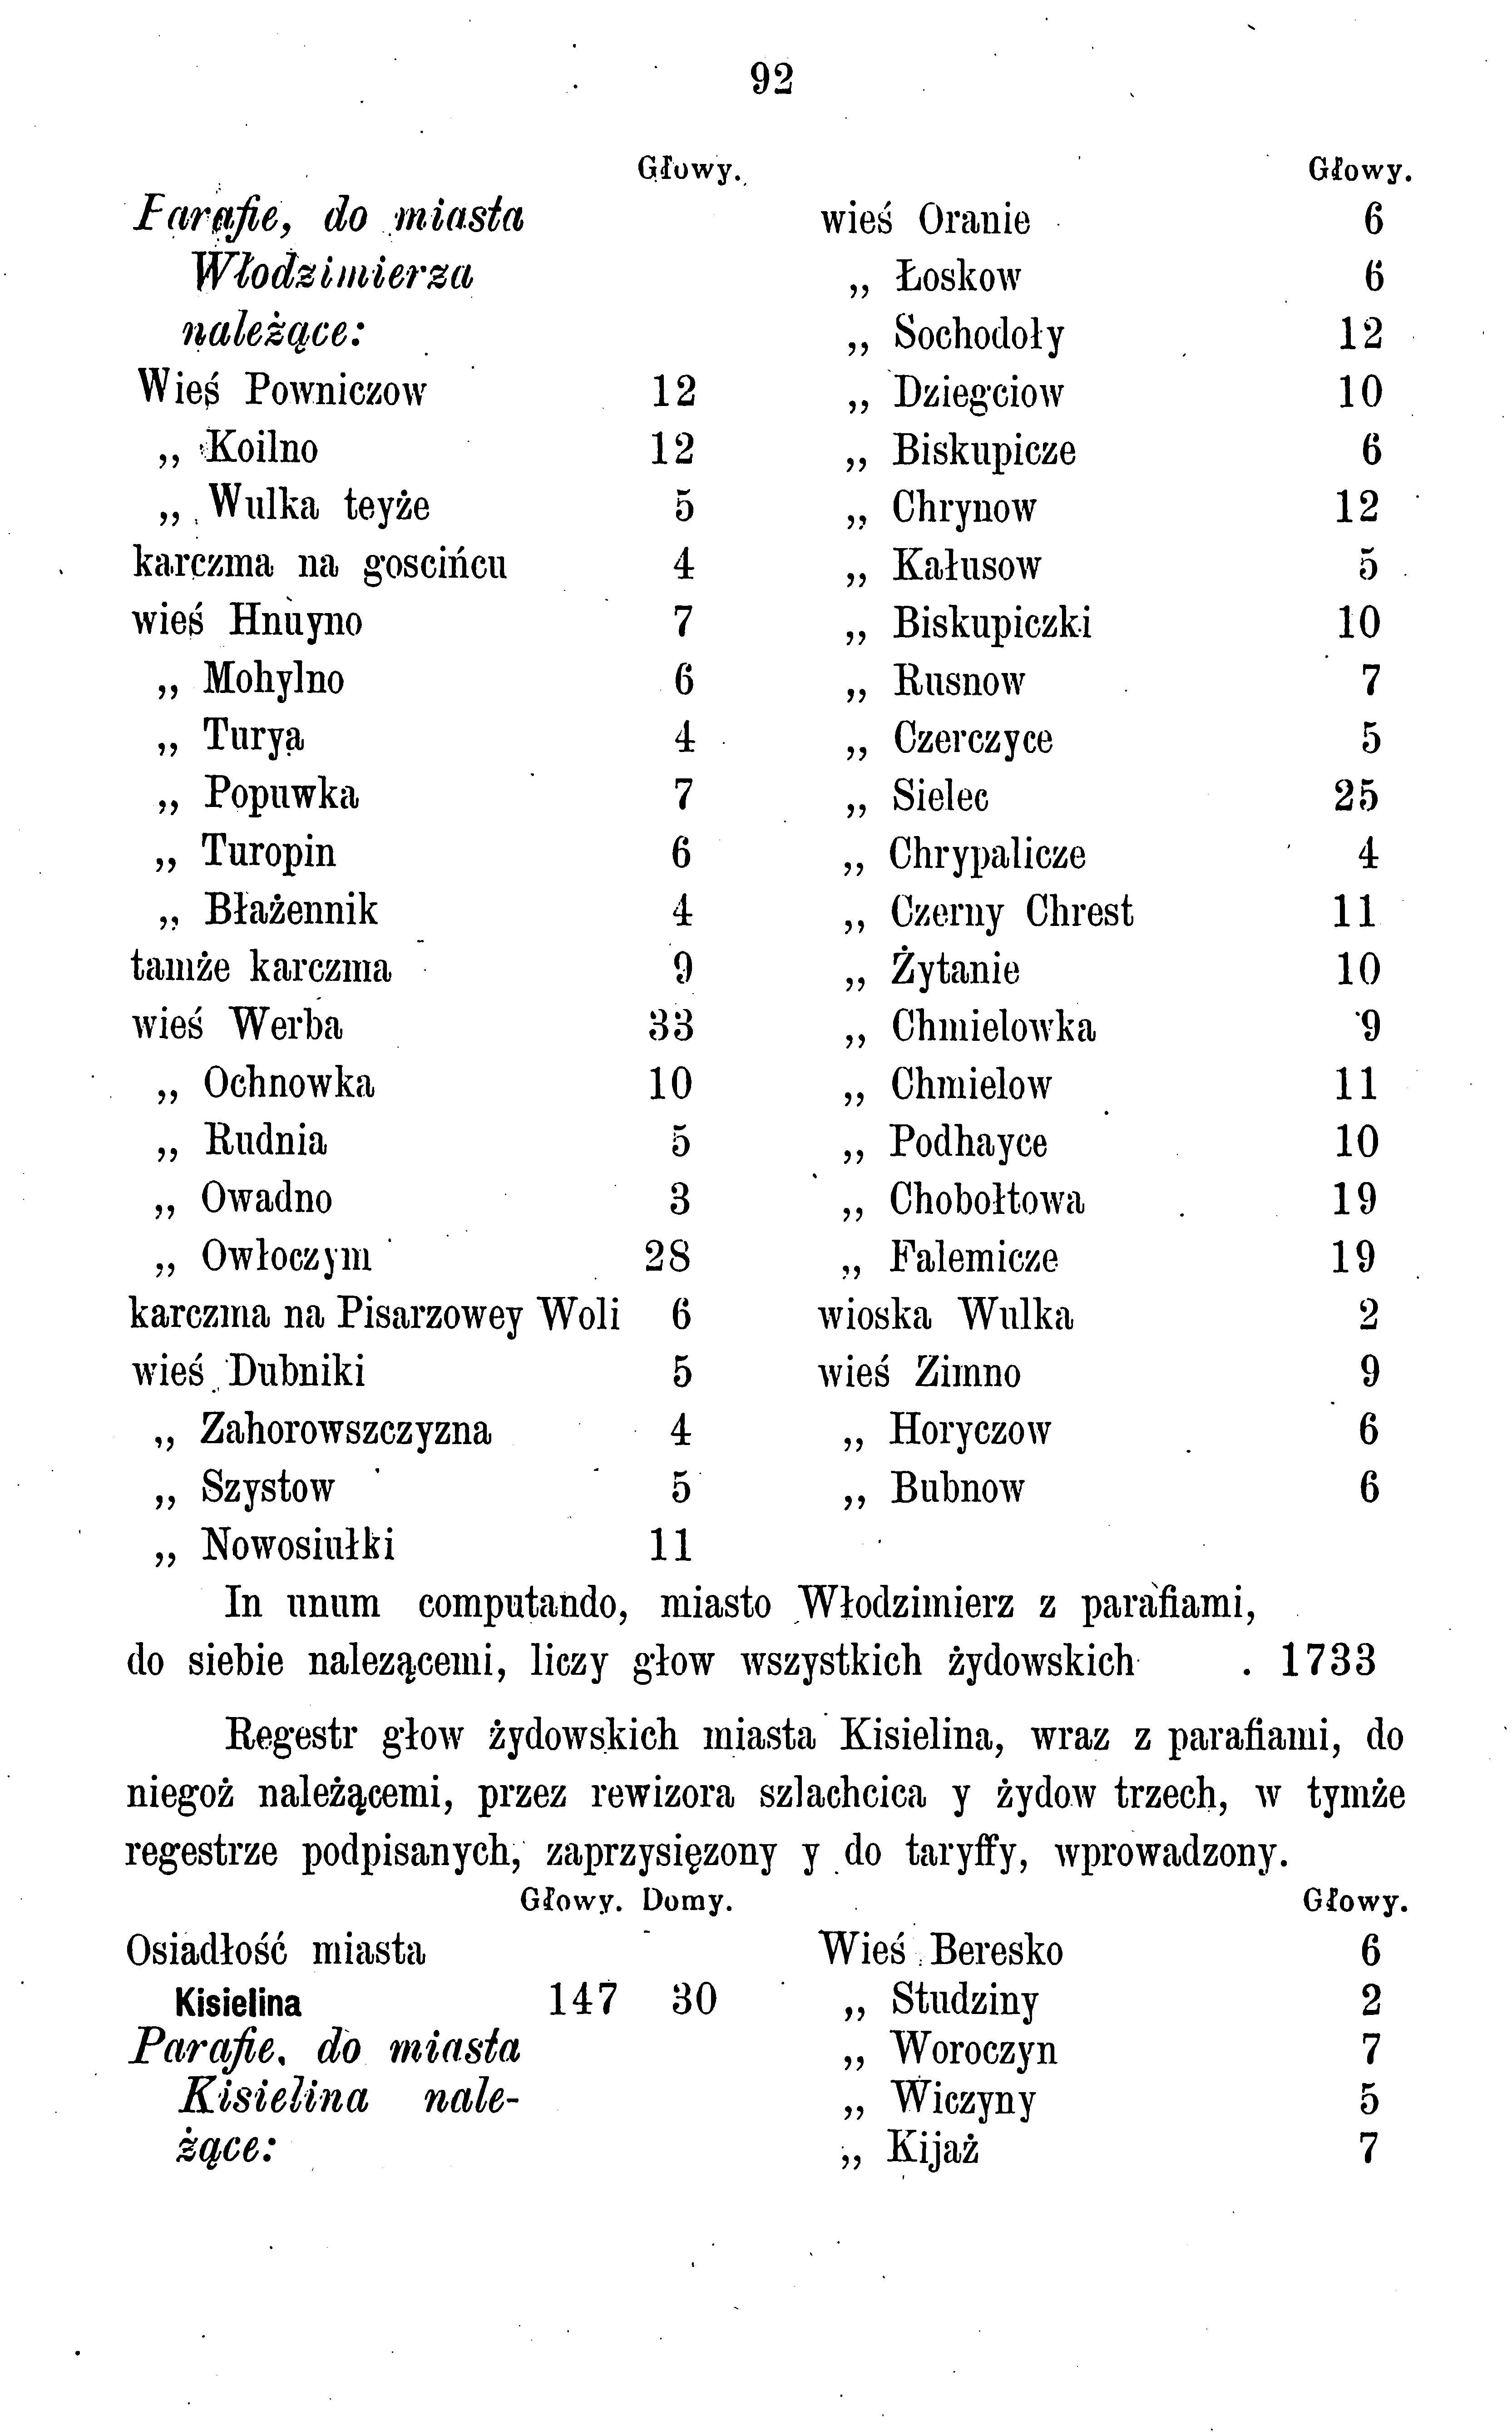 92
Głowy.
Parafie, do miasta
Włodzimierza
należące:
Wieś Powniczow 12
„ Koilno 12
„ Wulka teyże 5
karczma na goscińcu 4
wieś Hnuyno 7
„ Mohylno 6
„ Turya 4
„ Popuwka 7
„ Turopin 6
„ Błażennik 4
tamże karczma 9
wieś Werba 33
„ Ochnowka 10
„ Rudnia 5
„ Owadno 3
„ Owłoczym 28
karczma na Pisarzowey Woli 6
wieś Dubniki 5
„ Zahorowszczyzna 4
„ Szystow 5
„ Nowosiułki 11
Głowy.
wieś Oranie 6
„ Łoskow 6
„ Sochodoły 12
„ Dziegciow 10
„ Biskupicze 6
„ Chrynow 12
„ Kałusow 5
„ Biskupiczki 10
„ Rusnow 7
„ Czerczyce 5
„ Sielec 25
„ Chrypalicze 4
„ Czerny Chrest 11
„ Żytanie 10
„ Chmielowka 9
„ Chmielow 11
„ Podhayce 10
„ Chobołtowa 19
„ Falemicze 19
wioska Wulka 2
wieś Zimno 9
„ Horyczow 6
„ Bubnow 6
In unum computando, miasto Włodzimierz z parafiami,
do siebie nalezącemi, liczy głow wszystkich żydowskich . 1733
Regestr głow żydowskich miasta Kisielina, wraz z parafiami, do
niegoż należącemi, przez rewizora szlachcica y żydow trzech, w tymże
regestrze podpisanych, zaprzysięzony y do taryffy, wprowadzony.
Głowy. Domy.
Osiadłość miasta
Kisielina 147 30
Parafie, do miasta
Kisielina nale-
żące:
Głowy.
Wieś Beresko 6
„ Studziny 2
„ Woroczyn 7
„ Wiczyny 5
„ Kijaż 7